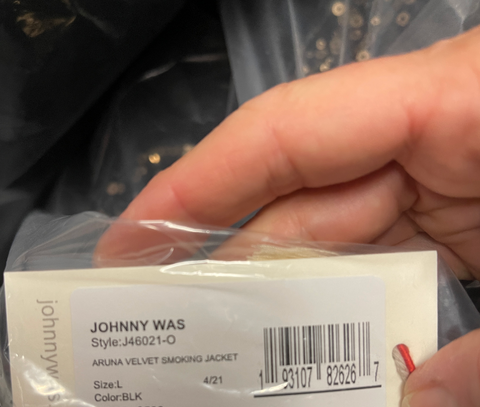 johnnywas.
JOHNNY WAS
Style:J46021-O
ARUNA VELVET SMOKING JACKET
Size:L 4/21
Color:BLK
1 93107 82626 7